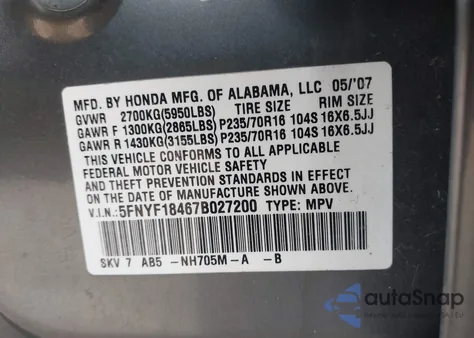 MFD. BY HONDA MFG. OF ALABAMA, LLC 05/'07
GVWR 2700KG(5950LBS) TIRE SIZE RIM SIZE
GAWR F 1300KG(2865LBS) P235/70R16 104S 16X6.5JJ
GAWR R 1430KG(3155LBS) P235/70R16 104S 16X6.5JJ
THIS VEHICLE CONFORMS TO ALL APPLICABLE
FEDERAL MOTOR VEHICLE SAFETY
AND THEFT PREVENTION STANDARDS IN EFFECT
ON THE DATE OF MANUFACTURE SHOWN ABOVE.
V.I.N.:5FNYF18467B027200 TYPE: MPV
SKV 7 AB5 -NH705M-A -B
autoSnap